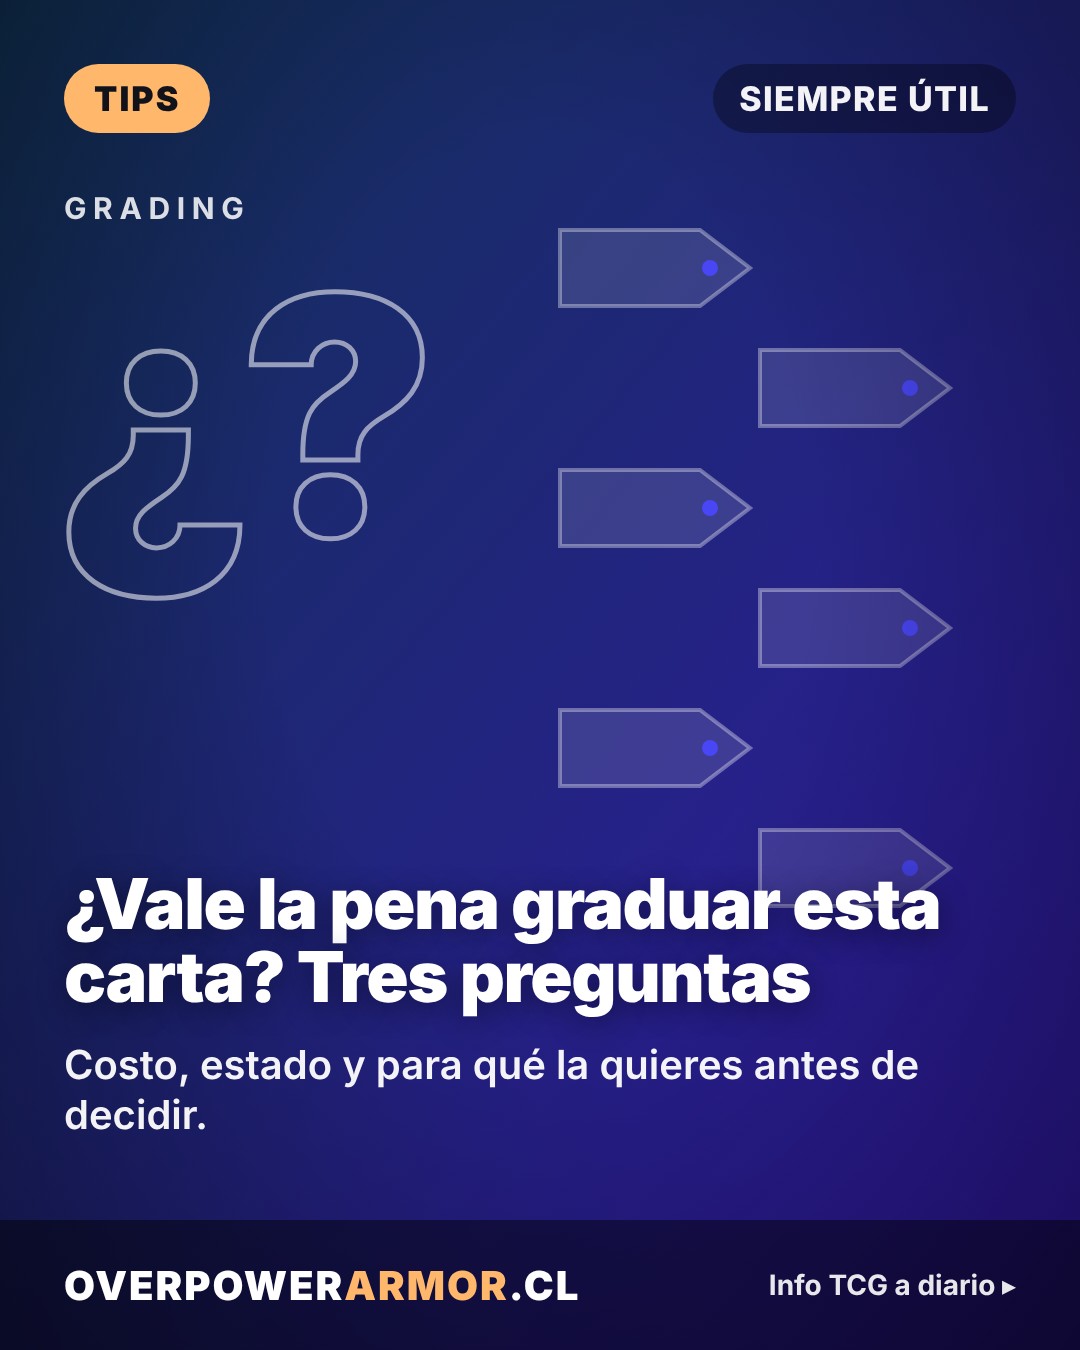 TIPS
SIEMPRE ÚTIL
GRADING
¿?
¿Vale la pena graduar esta
carta? Tres preguntas
Costo, estado y para qué la quieres antes de
decidir.
OVERPOWERARMOR.CL
Info TCG a diario ▸